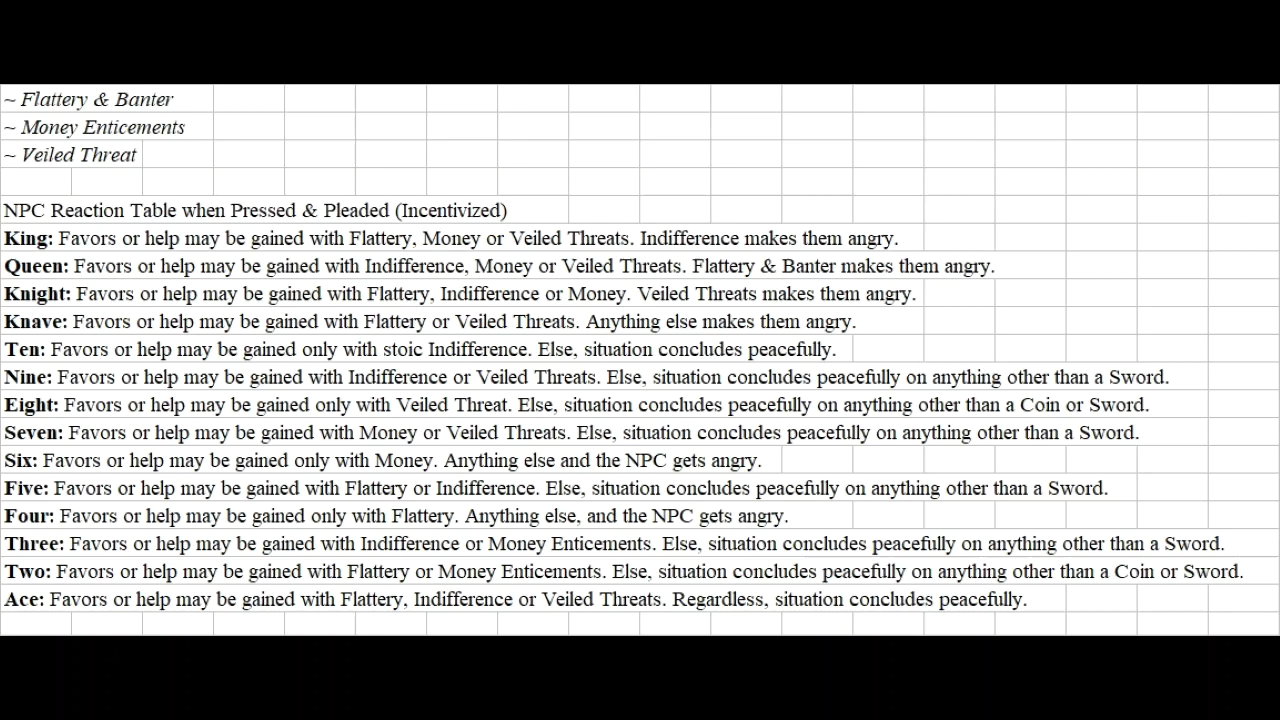 ~ Flattery & Banter
~ Money Enticements
~ Veiled Threat
NPC Reaction Table when Pressed & Pleaded (Incentivized)
King: Favors or help may be gained with Flattery, Money or Veiled Threats. Indifference makes them angry.
Queen: Favors or help may be gained with Indifference, Money or Veiled Threats. Flattery & Banter makes them angry.
Knight: Favors or help may be gained with Flattery, Indifference or Money. Veiled Threats makes them angry.
Knave: Favors or help may be gained with Flattery or Veiled Threats. Anything else makes them angry.
Ten: Favors or help may be gained only with stoic Indifference. Else, situation concludes peacefully.
Nine: Favors or help may be gained with Indifference or Veiled Threats. Else, situation concludes peacefully on anything other than a Sword.
Eight: Favors or help may be gained only with Veiled Threat. Else, situation concludes peacefully on anything other than a Coin or Sword.
Seven: Favors or help may be gained with Money or Veiled Threats. Else, situation concludes peacefully on anything other than a Sword.
Six: Favors or help may be gained only with Money. Anything else and the NPC gets angry.
Five: Favors or help may be gained with Flattery or Indifference. Else, situation concludes peacefully on anything other than a Sword.
Four: Favors or help may be gained only with Flattery. Anything else, and the NPC gets angry.
Three: Favors or help may be gained with Indifference or Money Enticements. Else, situation concludes peacefully on anything other than a Sword.
Two: Favors or help may be gained with Flattery or Money Enticements. Else, situation concludes peacefully on anything other than a Coin or Sword.
Ace: Favors or help may be gained with Flattery, Indifference or Veiled Threats. Regardless, situation concludes peacefully.